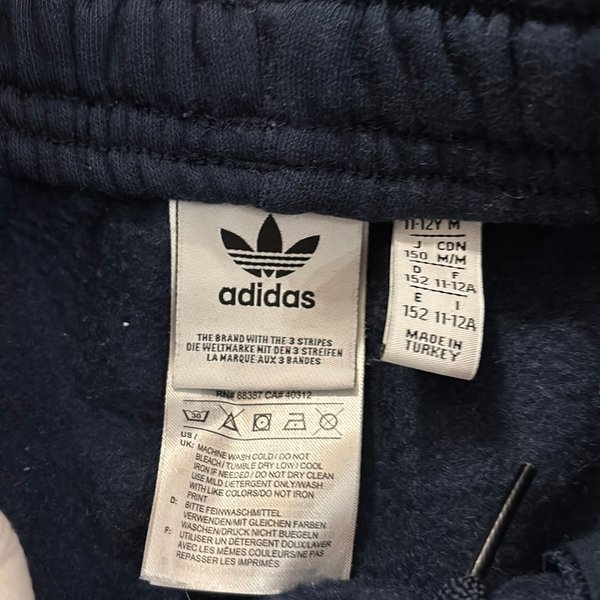 adidas
THE BRAND WITH THE 3 STRIPES
DIE WELTMARKE MIT DEN 3 STREIFEN
LA MARQUE AUX 3 BANDES
RN# 88387 CA# 40312
30
US /
UK: MACHINE WASH COLD / DO NOT
BLEACH / TUMBLE DRY LOW / COOL
IRON IF NEEDED / DO NOT DRY CLEAN
USE MILD DETERGENT ONLY/WASH
WITH LIKE COLORS/DO NOT IRON
PRINT
D: BITTE FEINWASCHMITTEL
VERWENDEN/MIT GLEICHEN FARBEN
WASCHEN/DRUCK NICHT BUEGELN
F: UTILISER UN DETERGENT DOUX/LAVER
AVEC LES MÊMES COULEURS/NE PAS
REPASSER LES IMPRIMÉS
11-12Y M
J CDN
150 M/M
D F
152 11-12A
E I
152 11-12A
MADE IN
TURKEY